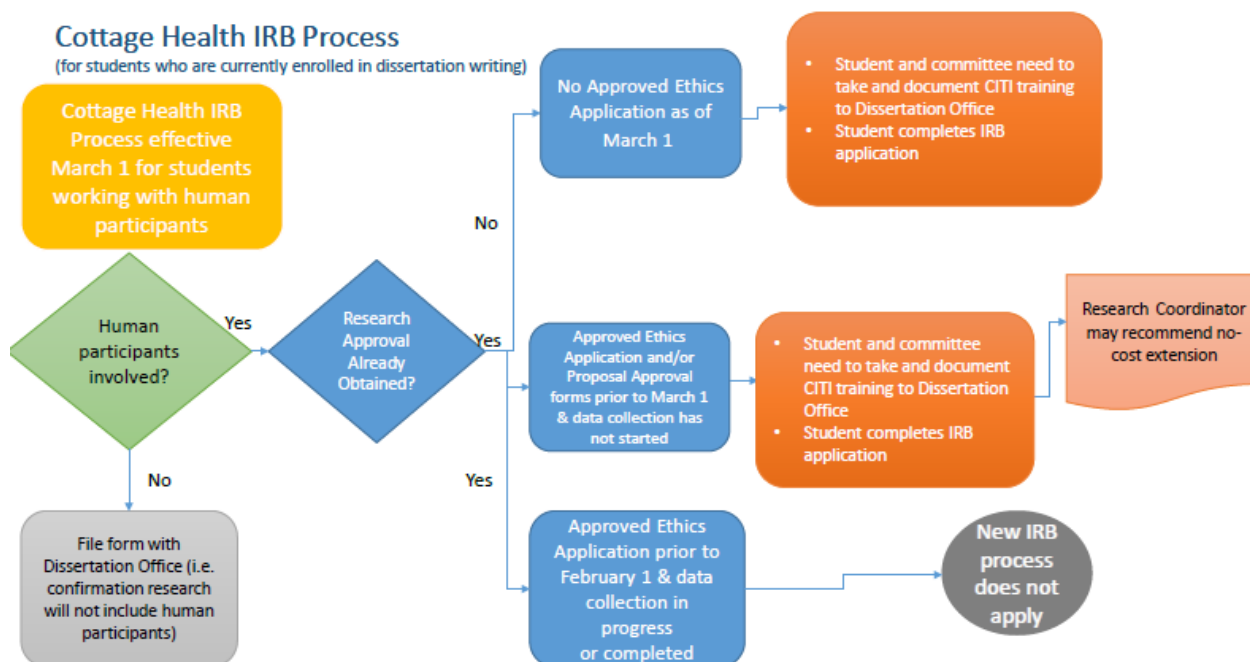 Cottage Health IRB Process
(for students who are currently enrolled in dissertation writing)
Cottage Health IRB
Process effective
March 1 for students
working with human
participants
Human
participants
involved?
Yes
No
File form with
Dissertation Office (i.e.
confirmation research
will not include human
participants)
Research
Approval
Already
Obtained?
No
Yes
Yes
No Approved Ethics
Application as of
March 1
• Student and committee need to
take and document CITI training
to Dissertation Office
• Student completes IRB
application
Approved Ethics
Application and/or
Proposal Approval
forms prior to March 1
& data collection has
not started
• Student and committee
need to take and document
CITI training to Dissertation
Office
• Student completes IRB
application
Research Coordinator
may recommend no-
cost extension
Approved Ethics
Application prior to
February 1 & data
collection in
progress
or completed
New IRB
process
does not
apply